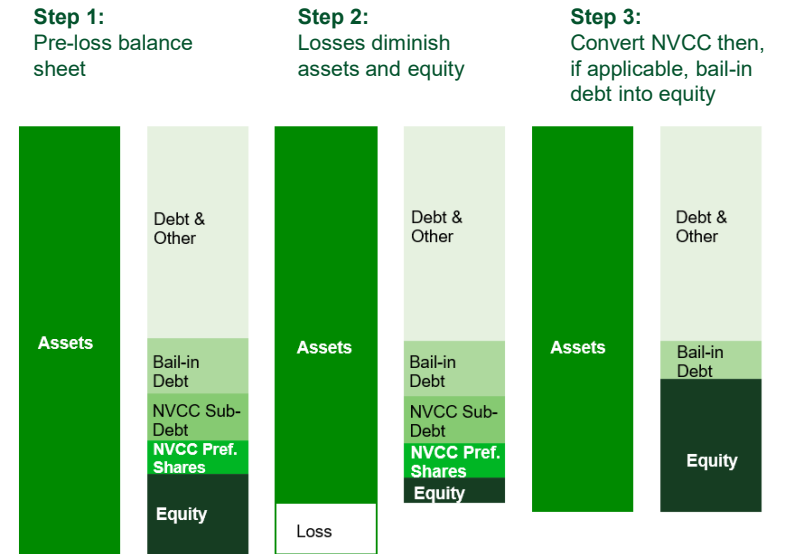 Step 1:
Pre-loss balance
sheet
Step 2:
Losses diminish
assets and equity
Step 3:
Convert NVCC then,
if applicable, bail-in
debt into equity
Assets
Debt &
Other
Bail-in
Debt
NVCC Sub-
Debt
NVCC Pref.
Shares
Equity
Assets
Loss
Debt &
Other
Bail-in
Debt
NVCC Sub-
Debt
NVCC Pref.
Shares
Equity
Assets
Debt &
Other
Bail-in
Debt
Equity